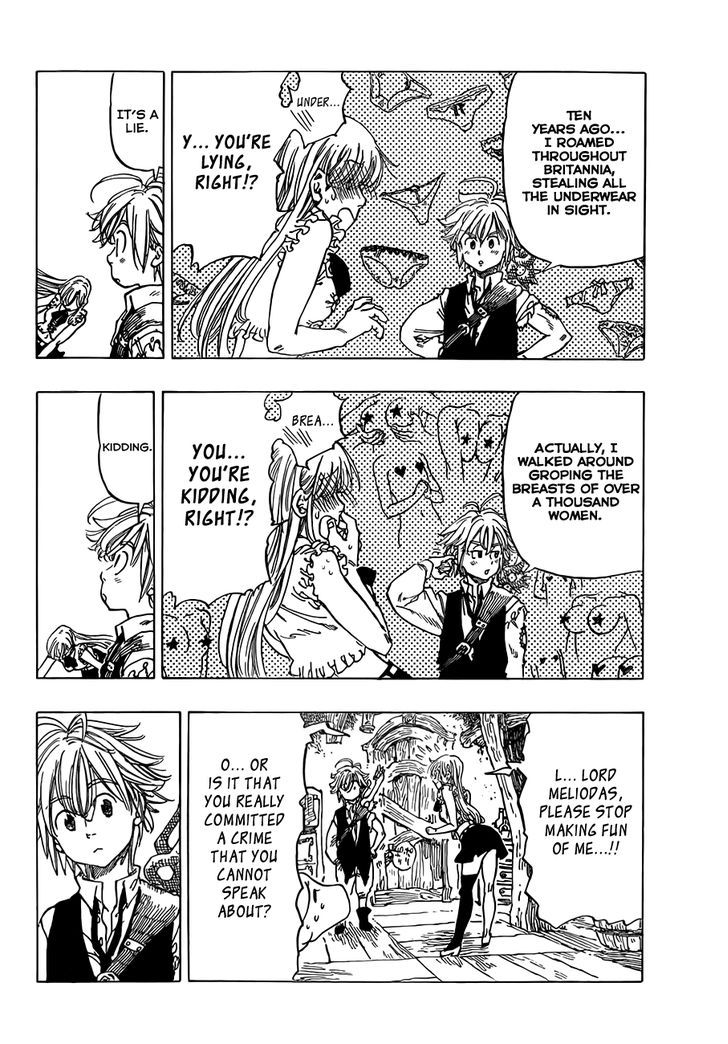 TEN
YEARS AGO...
I ROAMED
THROUGHOUT
BRITANNIA,
STEALING ALL
THE UNDERWEAR
IN SIGHT.
UNDER...
Y... YOU'RE
LYING,
RIGHT!?
IT'S A
LIE.
ACTUALLY, I
WALKED AROUND
GROPING THE
BREASTS OF OVER
A THOUSAND
WOMEN.
BREA...
YOU...
YOU'RE
KIDDING,
RIGHT!?
KIDDING.
L... LORD
MELIODAS,
PLEASE STOP
MAKING FUN
OF ME...!!
O... OR
IS IT THAT
YOU REALLY
COMMITTED
A CRIME
THAT YOU
CANNOT
SPEAK
ABOUT?